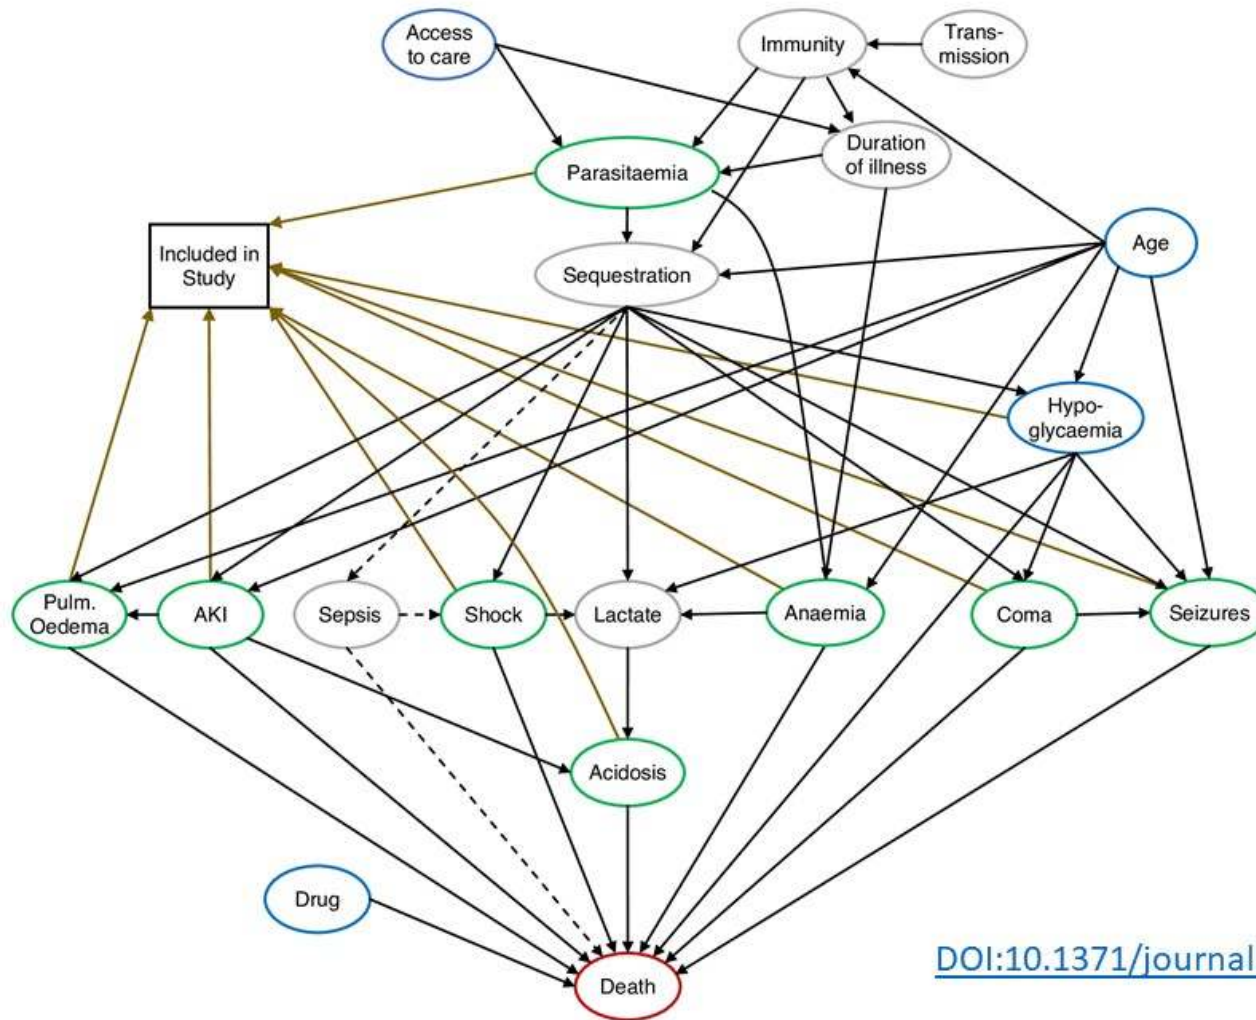 Access
to care
Immunity
Trans-
mission
Parasitaemia
Duration
of illness
Included in
Study
Sequestration
Age
Hypo-
glycaemia
Pulm.
Oedema
AKI
Sepsis
Shock
Lactate
Anaemia
Coma
Seizures
Acidosis
Drug
Death
DOI:10.1371/journal